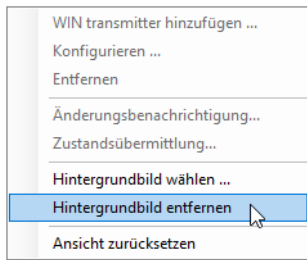 WIN transmitter hinzufügen ...
Konfigurieren ...
Entfernen
Änderungsbenachrichtigung...
Zustandsübermittlung...
Hintergrundbild wählen ...
Hintergrundbild entfernen
Ansicht zurücksetzen